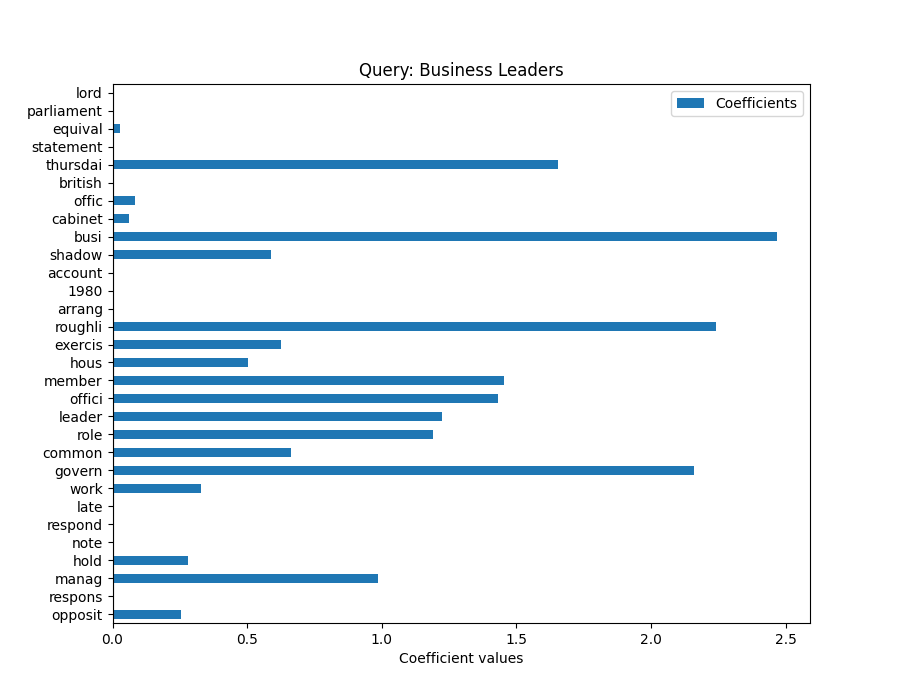 Query: Business Leaders
Coefficients
lord
parliament
equival
statement
thursdai
british
offic
cabinet
busi
shadow
account
1980
arrang
roughli
exercis
hous
member
offici
leader
role
common
govern
work
late
respond
note
hold
manag
respons
opposit
0.0 0.5 1.0 1.5 2.0 2.5
Coefficient values